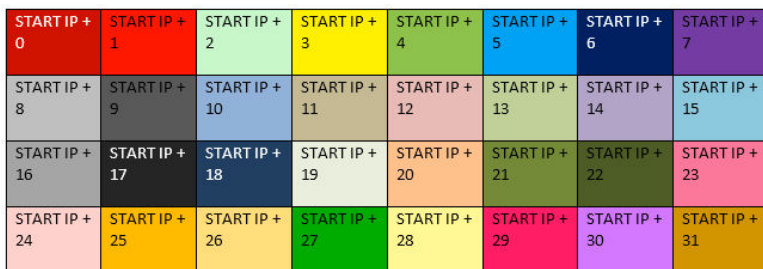 START IP + 0
START IP + 1
START IP + 2
START IP + 3
START IP + 4
START IP + 5
START IP + 6
START IP + 7
START IP + 8
START IP + 9
START IP + 10
START IP + 11
START IP + 12
START IP + 13
START IP + 14
START IP + 15
START IP + 16
START IP + 17
START IP + 18
START IP + 19
START IP + 20
START IP + 21
START IP + 22
START IP + 23
START IP + 24
START IP + 25
START IP + 26
START IP + 27
START IP + 28
START IP + 29
START IP + 30
START IP + 31